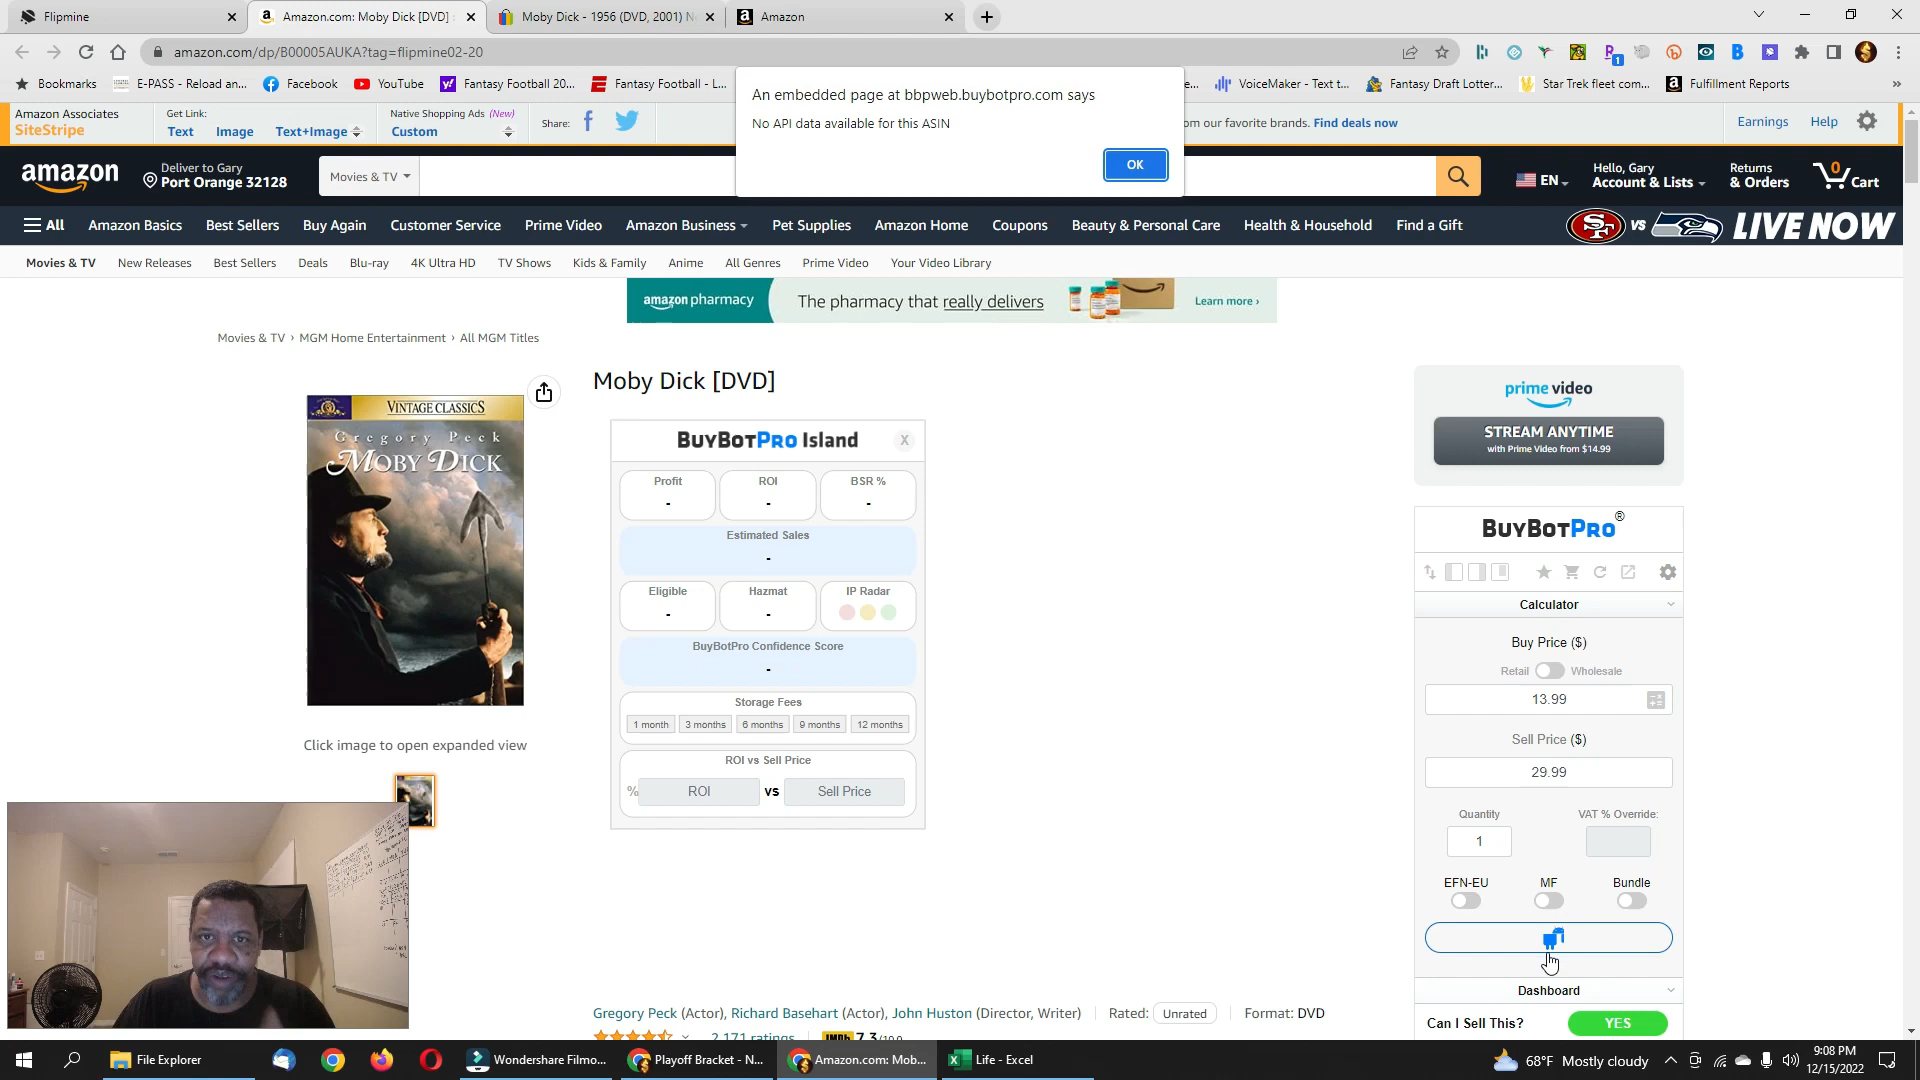 Flipmine
Amazon.com: Moby Dick [DVD]
Moby Dick - 1956 (DVD, 2001) N
Amazon
amazon.com/dp/B00005AUKA?tag=flipmine02-20
Bookmarks
E-PASS - Reload an...
Facebook
YouTube
Fantasy Football 20...
Fantasy Football - L...
VoiceMaker - Text t...
Fantasy Draft Lotter...
Star Trek fleet com...
Fulfillment Reports
An embedded page at bbpweb.buybotpro.com says
No API data available for this ASIN
OK
Amazon Associates
SiteStripe
Get Link:
Text
Image
Text+Image
Native Shopping Ads (New)
Custom
Share:
om our favorite brands. Find deals now
Earnings
Help
amazon
Deliver to Gary
Port Orange 32128
Movies & TV
EN
Hello, Gary
Account & Lists
Returns
& Orders
0
Cart
All
Amazon Basics
Best Sellers
Buy Again
Customer Service
Prime Video
Amazon Business
Pet Supplies
Amazon Home
Coupons
Beauty & Personal Care
Health & Household
Find a Gift
VS
LIVE NOW
Movies & TV
New Releases
Best Sellers
Deals
Blu-ray
4K Ultra HD
TV Shows
Kids & Family
Anime
All Genres
Prime Video
Your Video Library
amazon pharmacy
The pharmacy that really delivers
Learn more ›
Movies & TV › MGM Home Entertainment › All MGM Titles
Moby Dick [DVD]
VINTAGE CLASSICS
Gregory Peck
MOBY DICK
Click image to open expanded view
BUYBOTPRO Island
X
Profit
-
ROI
-
BSR %
-
Estimated Sales
-
Eligible
-
Hazmat
-
IP Radar
BuyBotPro Confidence Score
-
Storage Fees
1 month
3 months
6 months
9 months
12 months
ROI vs Sell Price
%
ROI
vs
Sell Price
prime video
STREAM ANYTIME
with Prime Video from $14.99
BUYBOTPRO®
Calculator
Buy Price ($)
Retail
Wholesale
13.99
Sell Price ($)
29.99
Quantity
VAT % Override:
1
EFN-EU
MF
Bundle
Dashboard
Can I Sell This?
YES
Gregory Peck (Actor), Richard Basehart (Actor), John Huston (Director, Writer)
Rated:
Unrated
Format: DVD
2,171 ratings
IMDb 7.3/10.0
File Explorer
Wondershare Filmo...
Playoff Bracket - N...
Amazon.com: Mob...
Life - Excel
68°F Mostly cloudy
9:08 PM
12/15/2022